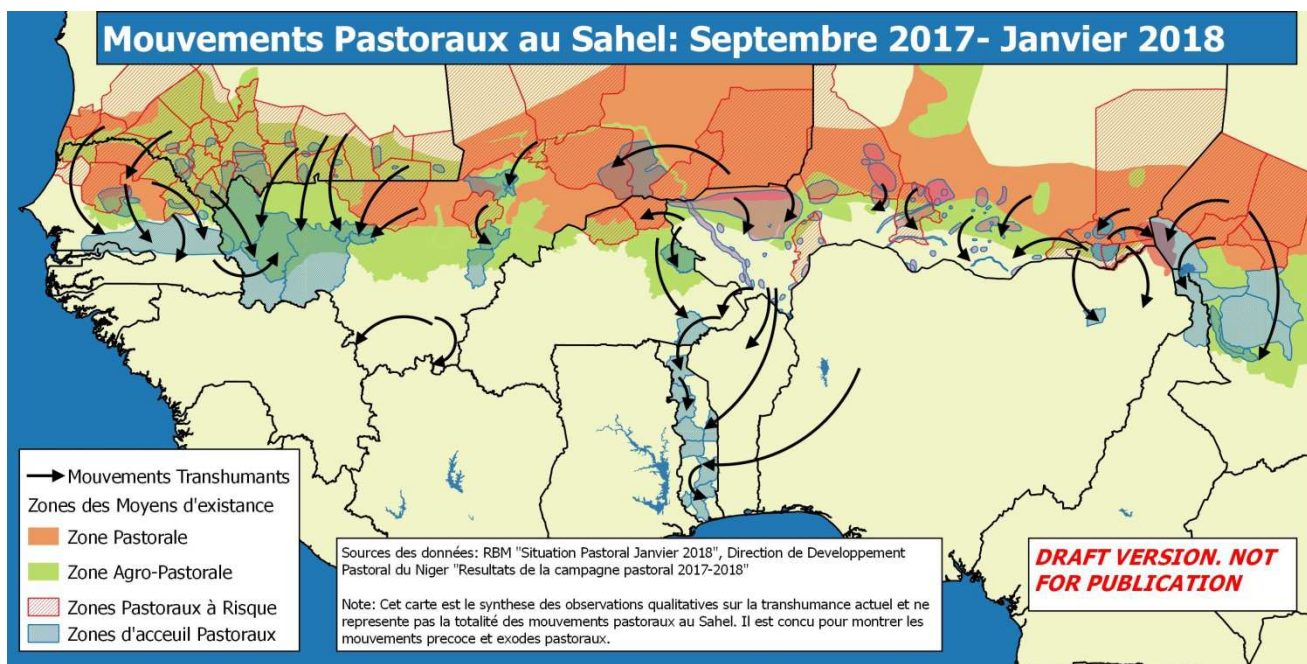 Mouvements Pastoraux au Sahel: Septembre 2017- Janvier 2018
Mouvements Transhumants
Zones des Moyens d'existance
Zone Pastorale
Zone Agro-Pastorale
Zones Pastoraux à Risque
Zones d'acceuil Pastoraux
Sources des données: RBM "Situation Pastoral Janvier 2018", Direction de Developpement
Pastoral du Niger "Resultats de la campagne pastoral 2017-2018"
Note: Cet carte est le synthese des observations qualitatives sur la transhumance actuel et ne
represente pas la totalité des mouvements pastoraux au Sahel. Il est concu pour montrer les
mouvements precoce et exodes pastoraux.
DRAFT VERSION. NOT
FOR PUBLICATION